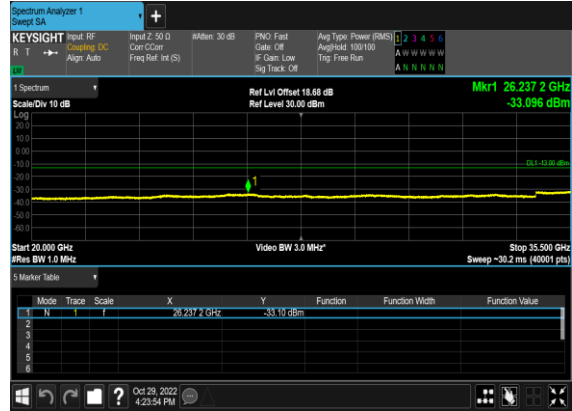 Spectrum Analyzer 1
Swept SA
+
KEYSIGHT Input: RF Input Z: 50 Ω #Atten: 30 dB PNO: Fast Avg Type: Power (RMS) 1 2 3 4 5 6
R T Coupling: DC Corr CCorr Gate: Off Avg|Hold: 100/100 A W W W W W
Align: Auto Freq Ref: Int (S) IF Gain: Low Trig: Free Run
Sig Track: Off A N N N N N
LW
1 Spectrum Ref Lvl Offset 18.68 dB Mkr1 26.237 2 GHz
Scale/Div 10 dB Ref Level 30.00 dBm -33.096 dBm
Log
20.0
10.0
0.00
-10.0
DL1 -13.00 dBm
-20.0
1
-30.0
-40.0
-50.0
-60.0
Start 20.000 GHz Video BW 3.0 MHz* Stop 35.500 GHz
#Res BW 1.0 MHz Sweep ~30.2 ms (40001 pts)
5 Marker Table
Mode Trace Scale X Y Function Function Width Function Value
1 N 1 f 26.237 2 GHz -33.10 dBm
2
3
4
5
6
? Oct 29, 2022
4:23:54 PM